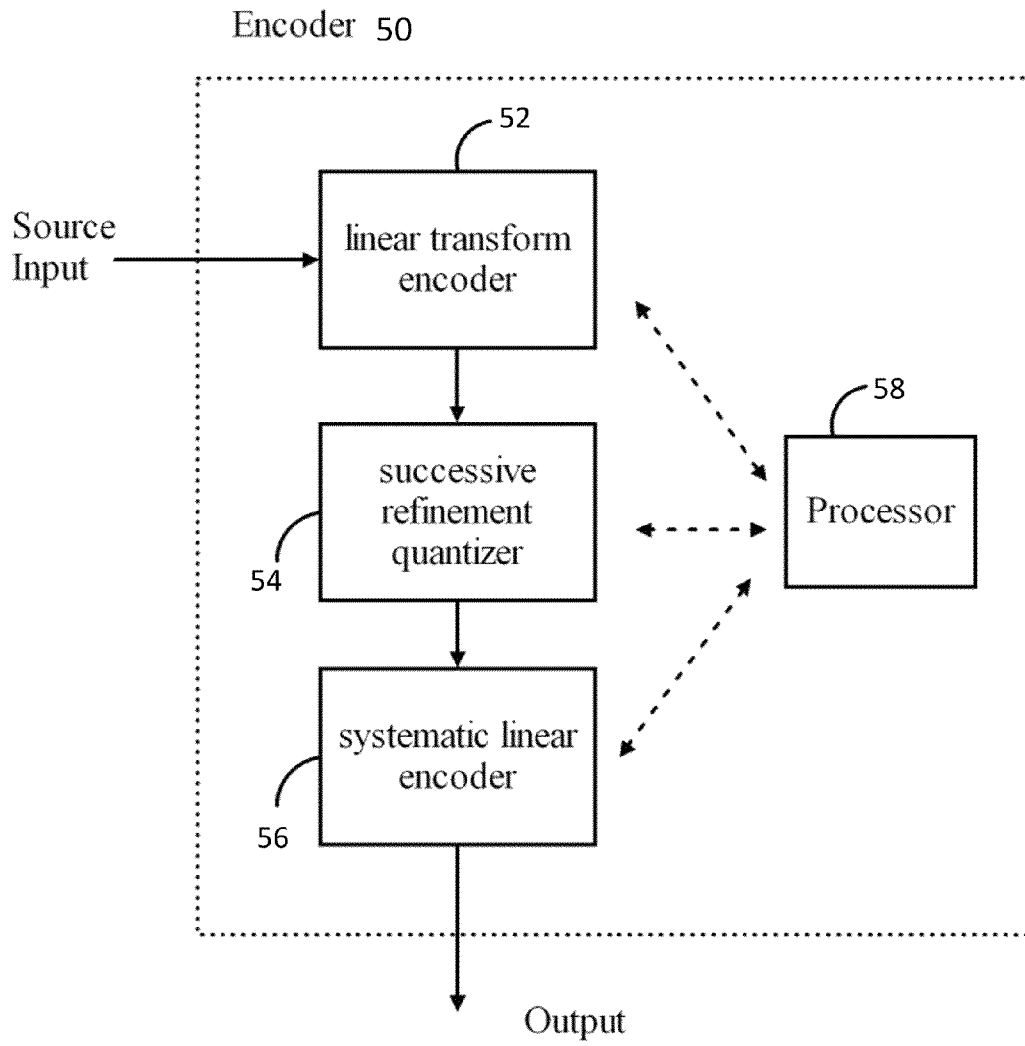 Encoder 50
52
Source
Input
linear transform
encoder
58
successive
refinement
quantizer
Processor
54
systematic linear
encoder
56
Output